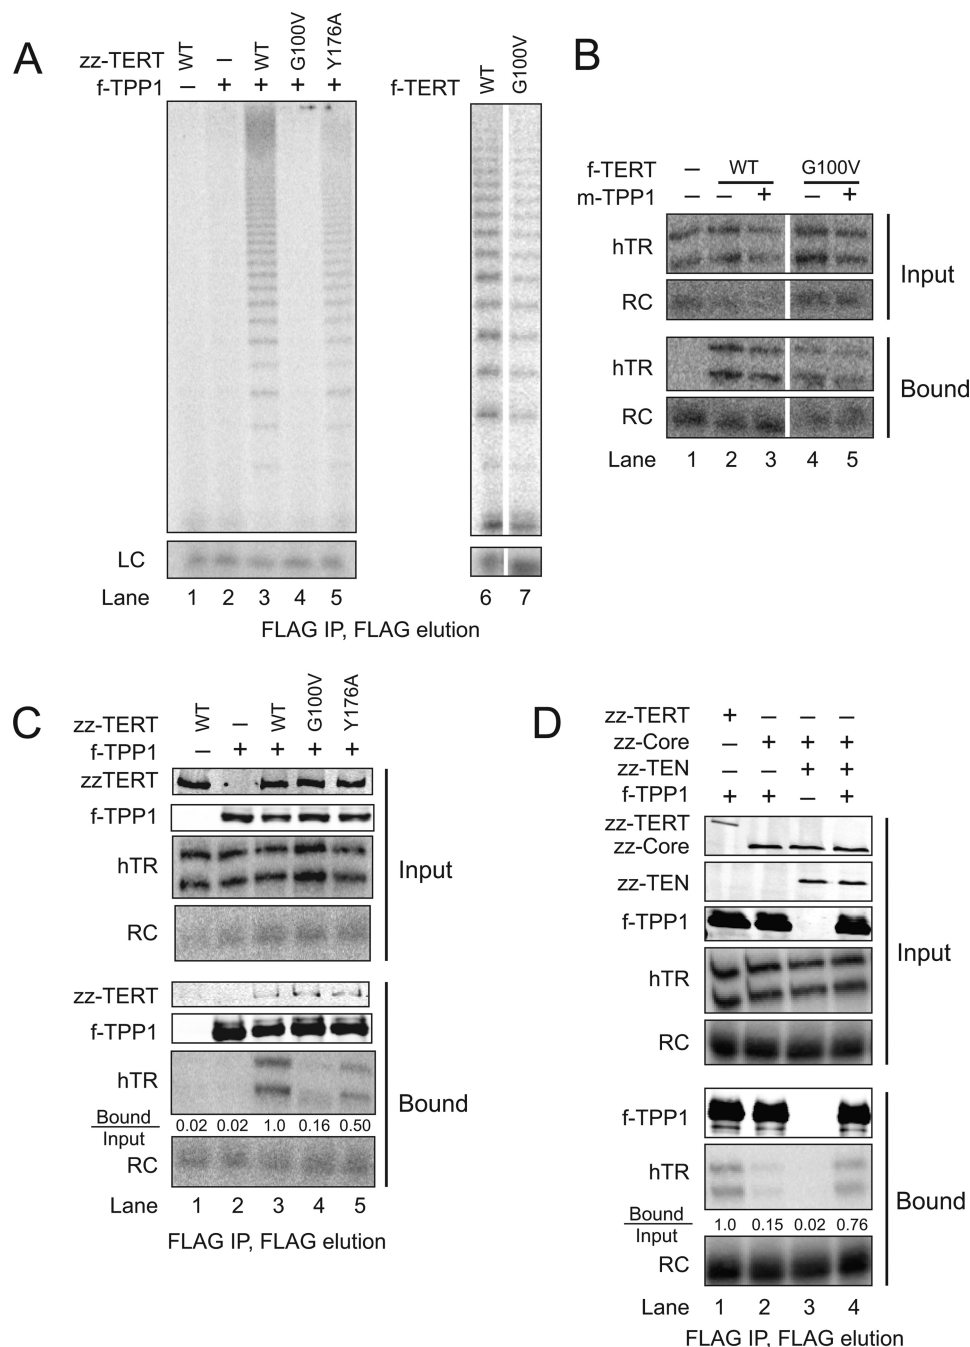 A
zz-TERT WT – WT G100V Y176A
f-TPP1 – + + + +
f-TERT WT G100V
LC
Lane 1 2 3 4 5 6 7
FLAG IP, FLAG elution
B
f-TERT – WT G100V
m-TPP1 – – + – +
hTR
RC
Input
hTR
RC
Bound
Lane 1 2 3 4 5
C
zz-TERT WT – WT G100V Y176A
f-TPP1 – + + + +
zzTERT
f-TPP1
hTR
RC
Input
zz-TERT
f-TPP1
hTR
Bound
Input
0.02 0.02 1.0 0.16 0.50
RC
Bound
Lane 1 2 3 4 5
FLAG IP, FLAG elution
D
zz-TERT + – – –
zz-Core – + + +
zz-TEN – – + +
f-TPP1 + + – +
zz-TERT
zz-Core
zz-TEN
f-TPP1
hTR
RC
Input
f-TPP1
hTR
Bound
Input
1.0 0.15 0.02 0.76
RC
Bound
Lane 1 2 3 4
FLAG IP, FLAG elution